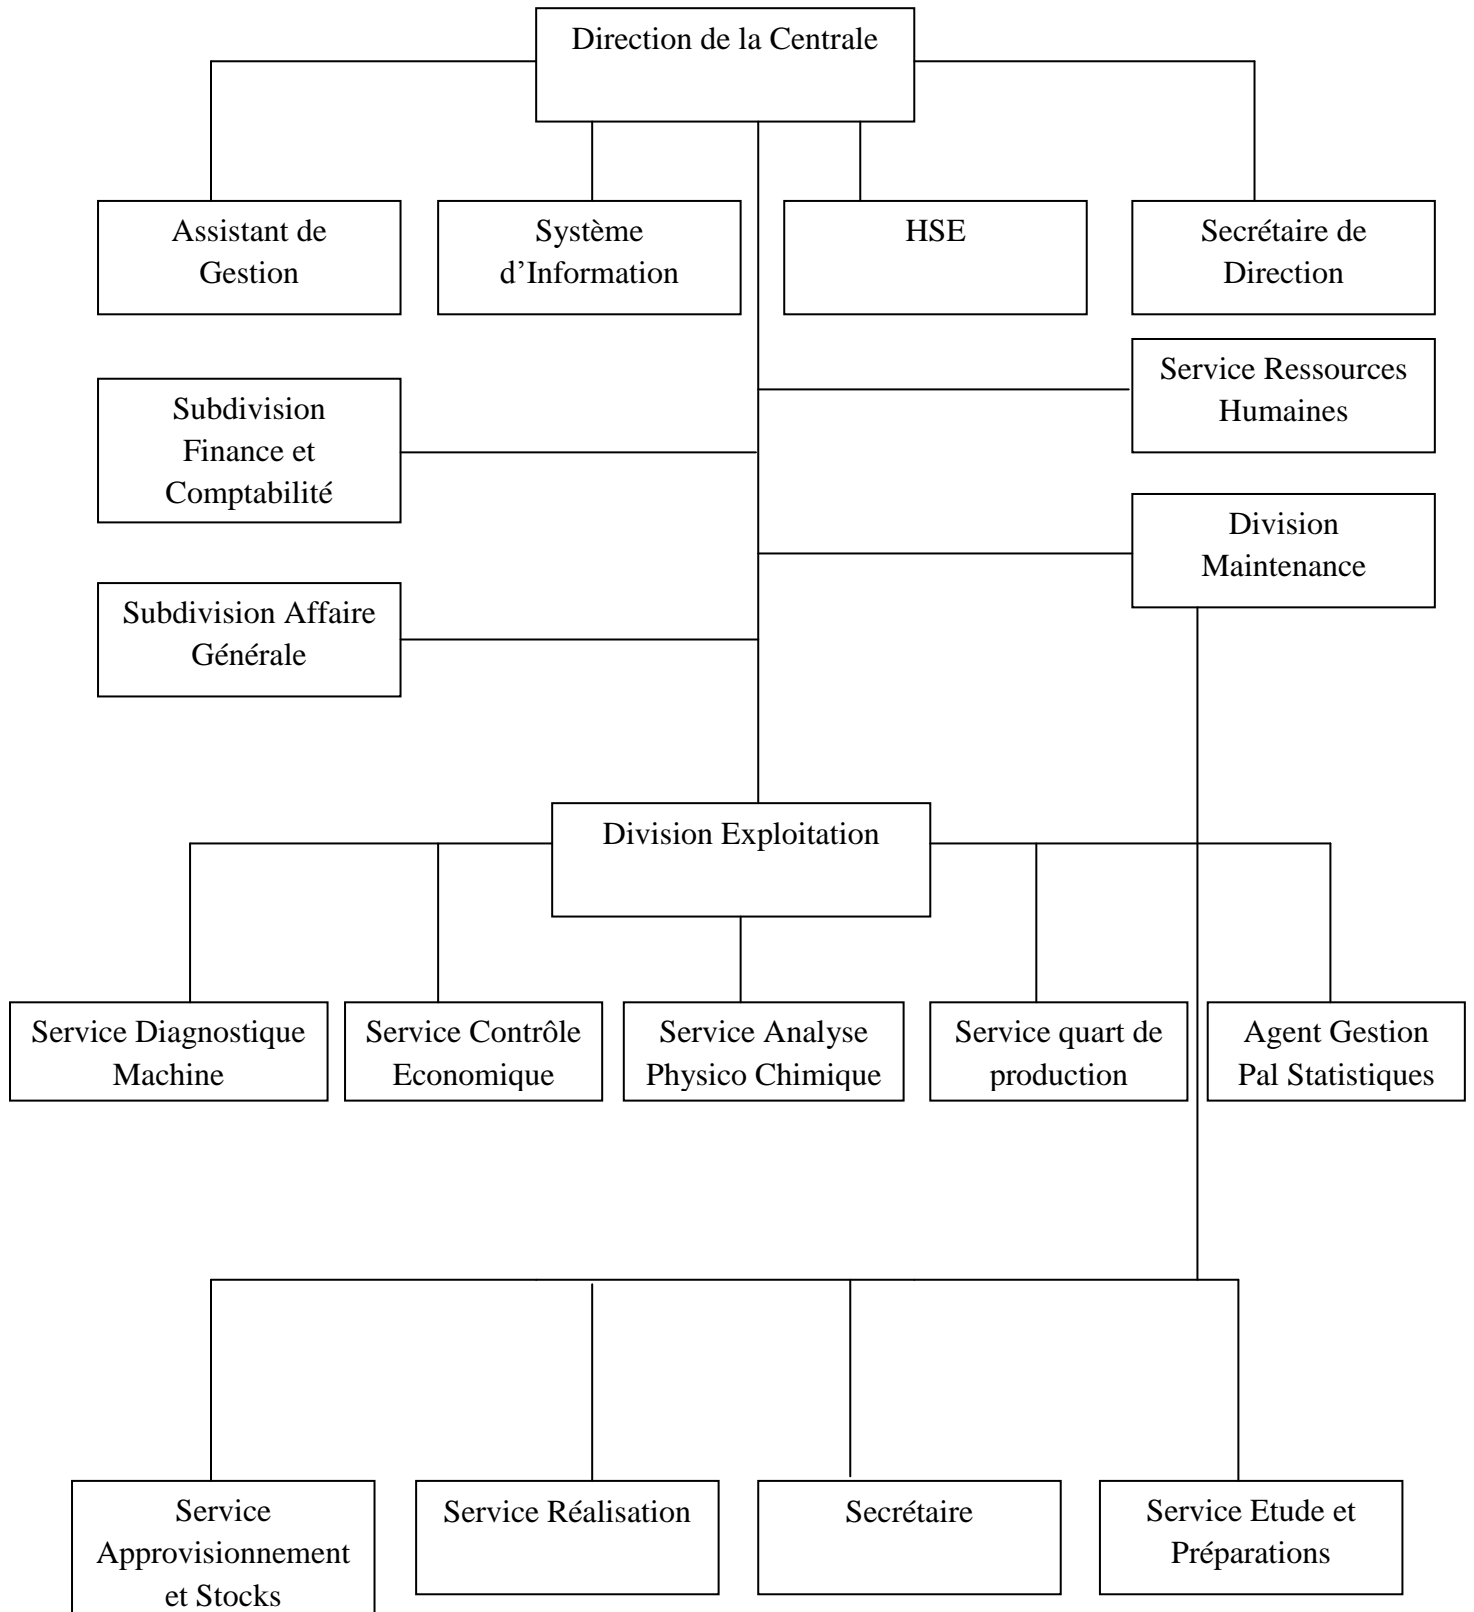 Direction de la Centrale
Assistant de
Gestion
Système
d’Information
HSE
Secrétaire de
Direction
Service Ressources
Humaines
Subdivision
Finance et
Comptabilité
Division
Maintenance
Subdivision Affaire
Générale
Division Exploitation
Service Diagnostique
Machine
Service Contrôle
Economique
Service Analyse
Physico Chimique
Service quart de
production
Agent Gestion
Pal Statistiques
Service
Approvisionnement
et Stocks
Service Réalisation
Secrétaire
Service Etude et
Préparations